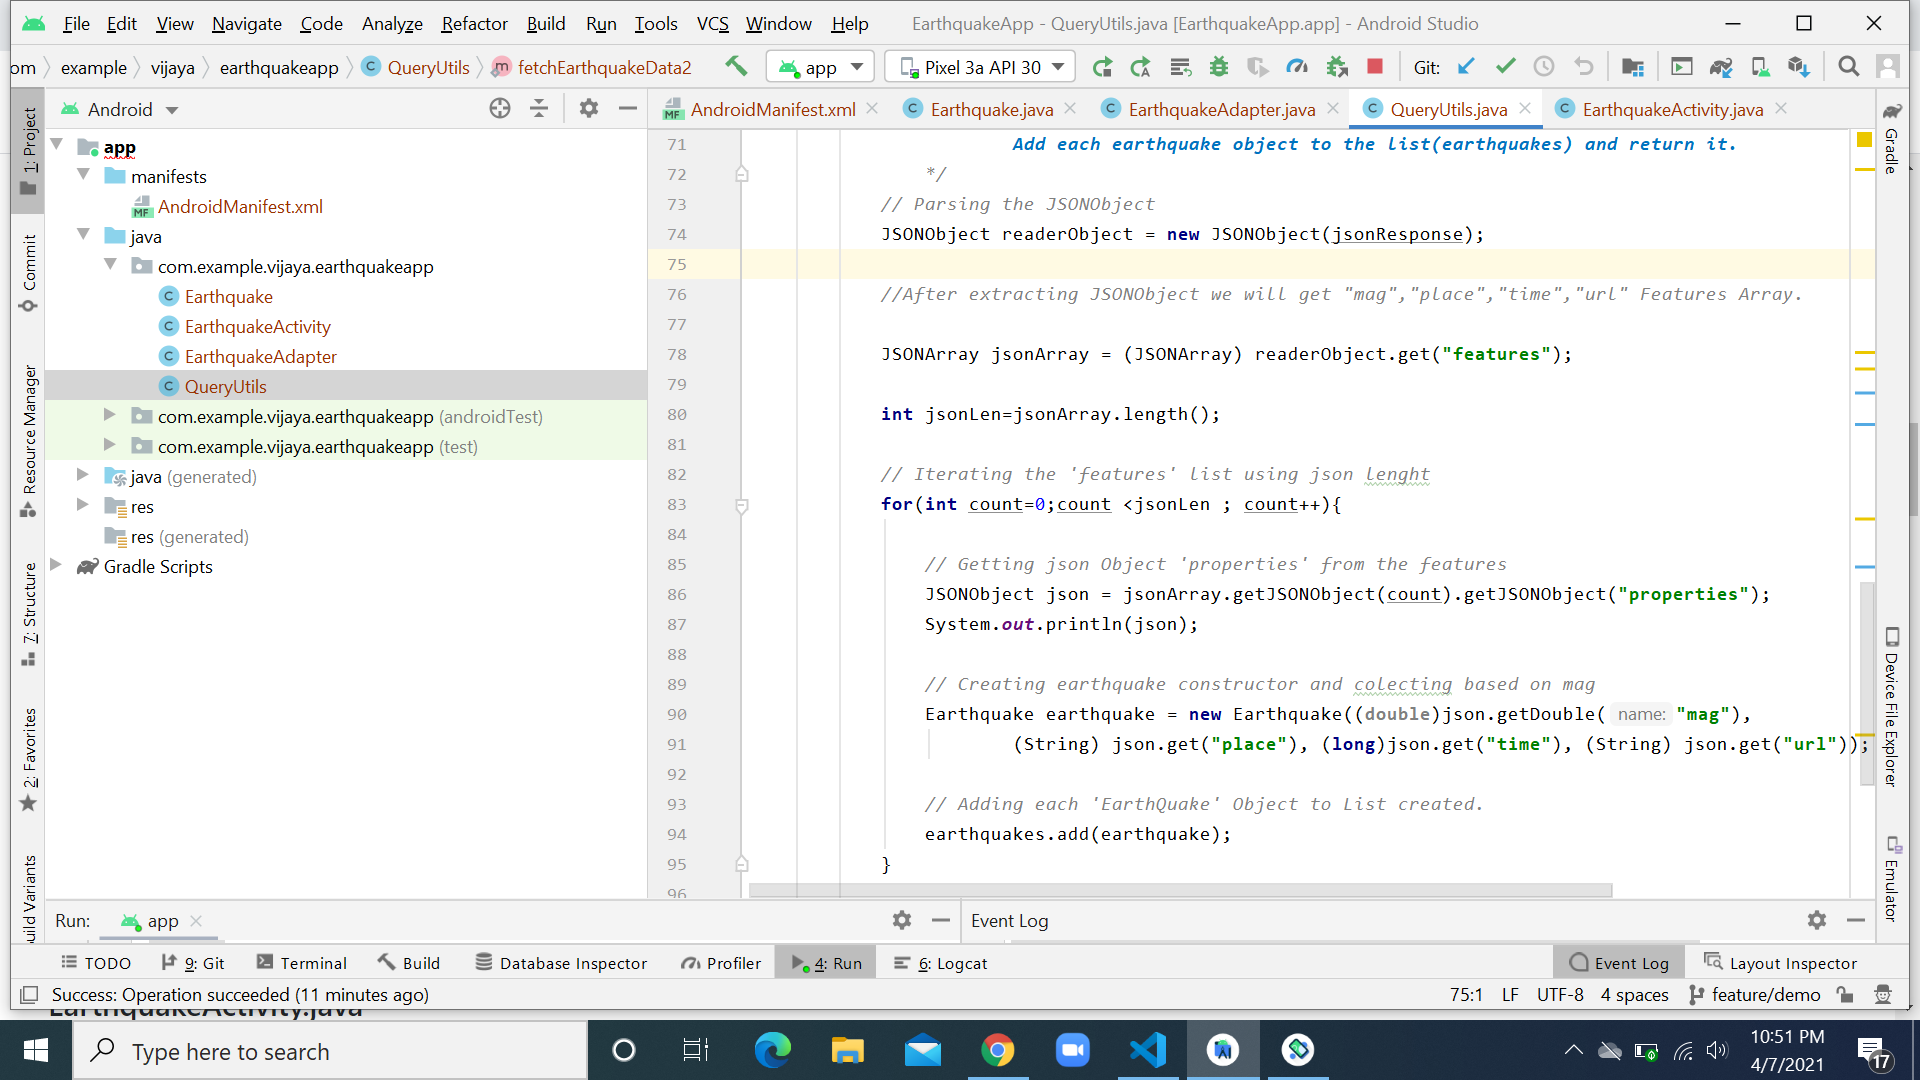 File Edit View Navigate Code Analyze Refactor Build Run Tools VCS Window Help EarthquakeApp - QueryUtils.java [EarthquakeApp.app] - Android Studio
om example vijaya earthquakeapp QueryUtils fetchEarthquakeData2 app Pixel 3a API 30 Git:
Android
AndroidManifest.xml Earthquake.java EarthquakeAdapter.java QueryUtils.java EarthquakeActivity.java
1: Project
Commit
Resource Manager
7: Structure
2: Favorites
uild Variants
app
manifests
AndroidManifest.xml
java
com.example.vijaya.earthquakeapp
Earthquake
EarthquakeActivity
EarthquakeAdapter
QueryUtils
com.example.vijaya.earthquakeapp (androidTest)
com.example.vijaya.earthquakeapp (test)
java (generated)
res
res (generated)
Gradle Scripts
71 Add each earthquake object to the list(earthquakes) and return it.
72 */
73 // Parsing the JSONObject
74 JSONObject readerObject = new JSONObject(jsonResponse);
75
76 //After extracting JSONObject we will get "mag","place","time","url" Features Array.
77
78 JSONArray jsonArray = (JSONArray) readerObject.get("features");
79
80 int jsonLen=jsonArray.length();
81
82 // Iterating the 'features' list using json lenght
83 for(int count=0;count <jsonLen ; count++){
84
85 // Getting json Object 'properties' from the features
86 JSONObject json = jsonArray.getJSONObject(count).getJSONObject("properties");
87 System.out.println(json);
88
89 // Creating earthquake constructor and colecting based on mag
90 Earthquake earthquake = new Earthquake((double)json.getDouble( name: "mag"),
91 (String) json.get("place"), (long)json.get("time"), (String) json.get("url"));
92
93 // Adding each 'EarthQuake' Object to List created.
94 earthquakes.add(earthquake);
95 }
96
Gradle
Device File Explorer
Emulator
Run: app
Event Log
TODO 9: Git Terminal Build Database Inspector Profiler 4: Run 6: Logcat Event Log Layout Inspector
Success: Operation succeeded (11 minutes ago) 75:1 LF UTF-8 4 spaces feature/demo
EarthquakeActivity.java
Type here to search
10:51 PM
4/7/2021
17